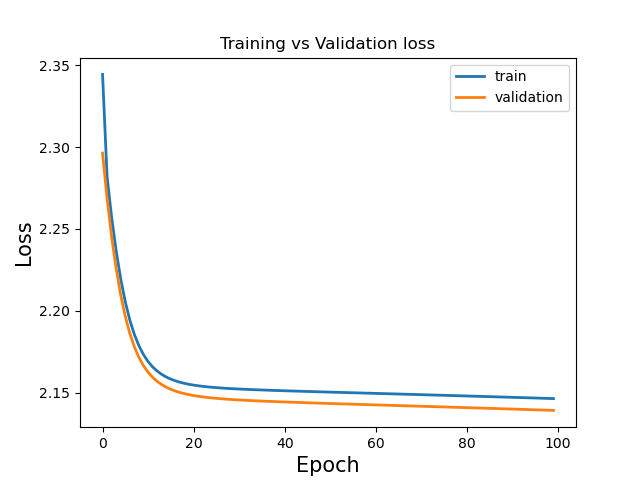 Training vs Validation loss
train
validation
Loss
2.35
2.30
2.25
2.20
2.15
0 20 40 60 80 100
Epoch